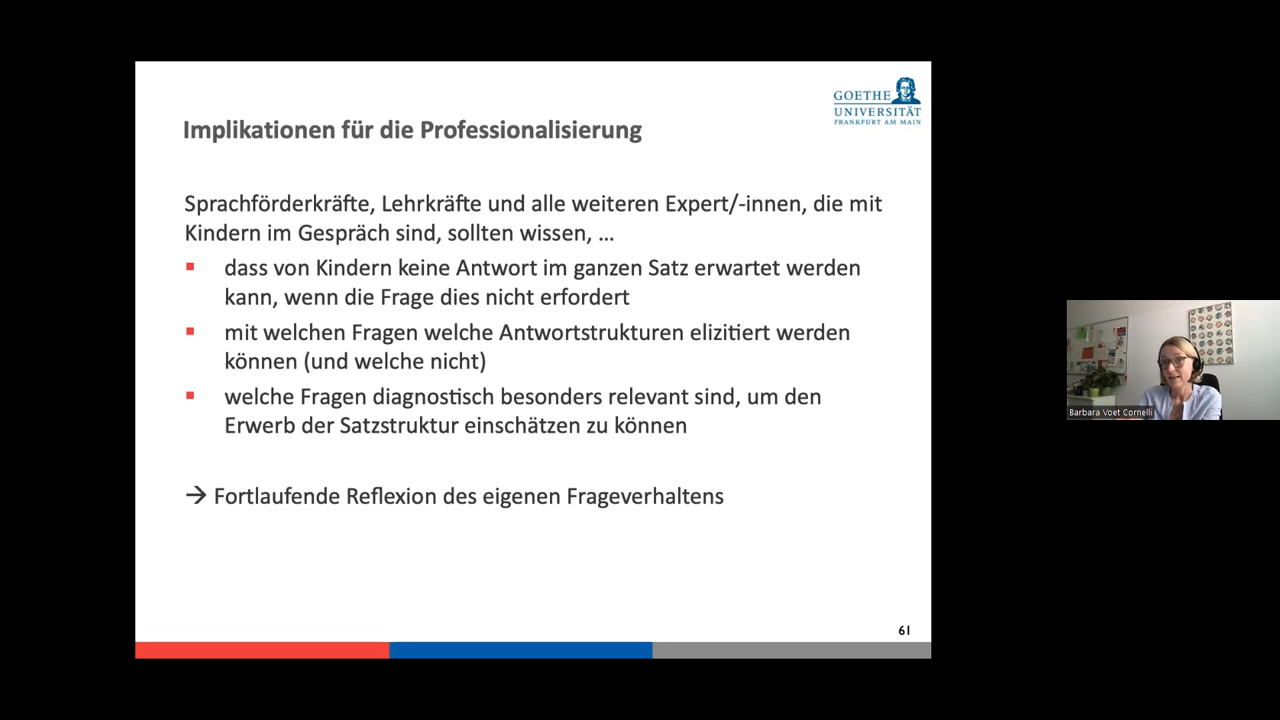 GOETHE
UNIVERSITÄT
FRANKFURT AM MAIN
Implikationen für die Professionalisierung
Sprachförderkräfte, Lehrkräfte und alle weiteren Expert/-innen, die mit
Kindern im Gespräch sind, sollten wissen, …
dass von Kindern keine Antwort im ganzen Satz erwartet werden
kann, wenn die Frage dies nicht erfordert
mit welchen Fragen welche Antwortstrukturen elizitiert werden
können (und welche nicht)
welche Fragen diagnostisch besonders relevant sind, um den
Erwerb der Satzstruktur einschätzen zu können
→ Fortlaufende Reflexion des eigenen Frageverhaltens
61
Barbara Voet Cornelli